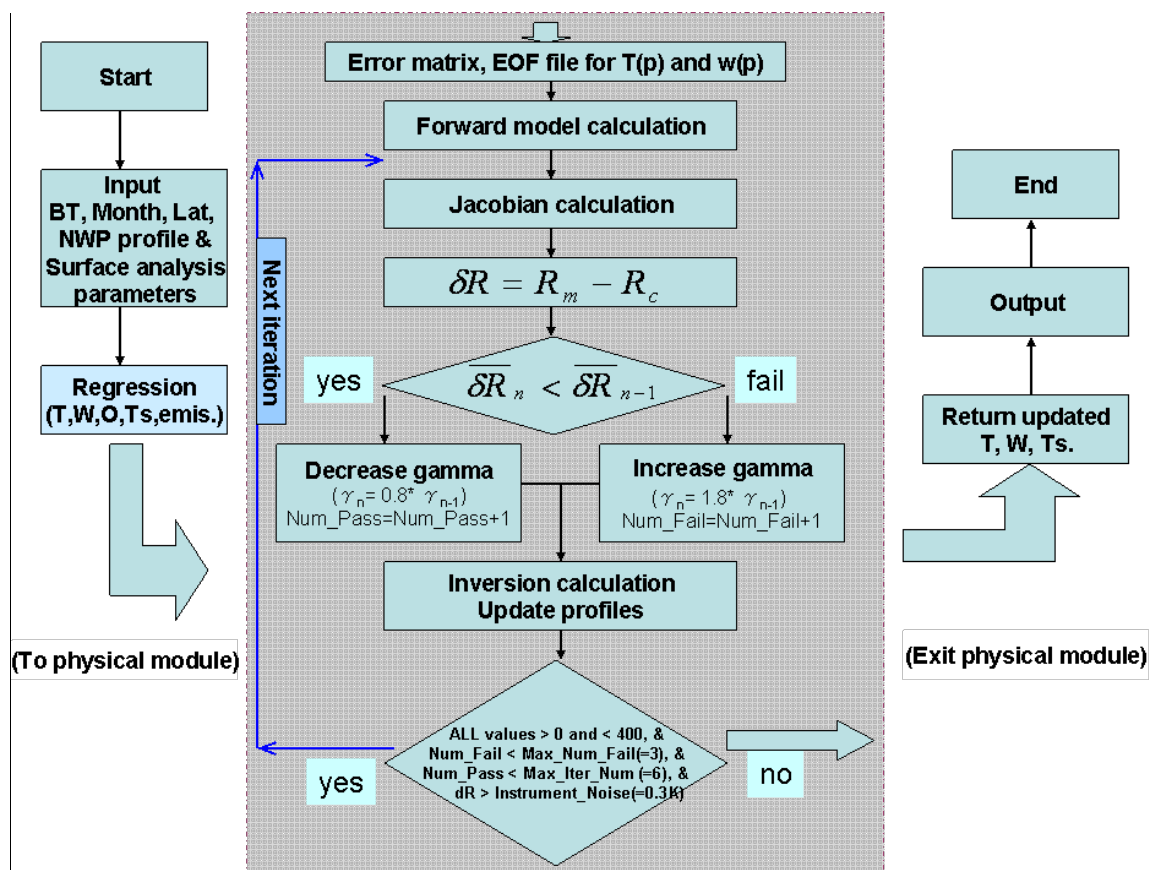 Start
Input
BT, Month, Lat,
NWP profile &
Surface analysis
parameters
Regression
(T,W,O,Ts,emis.)
(To physical module)
Error matrix, EOF file for T(p) and w(p)
Forward model calculation
Jacobian calculation
δR = R_m − R_c
Next iteration
yes
fail
\overline{δR}_n < \overline{δR}_{n−1}
Decrease gamma
(γ_n= 0.8* γ_{n-1})
Num_Pass=Num_Pass+1
Increase gamma
(γ_n= 1.8* γ_{n-1})
Num_Fail=Num_Fail+1
Inversion calculation
Update profiles
ALL values > 0 and < 400, &
Num_Fail < Max_Num_Fail(=3), &
Num_Pass < Max_Iter_Num (=6), &
dR > Instrument_Noise(=0.3K)
yes
no
End
Output
Return updated
T, W, Ts.
(Exit physical module)